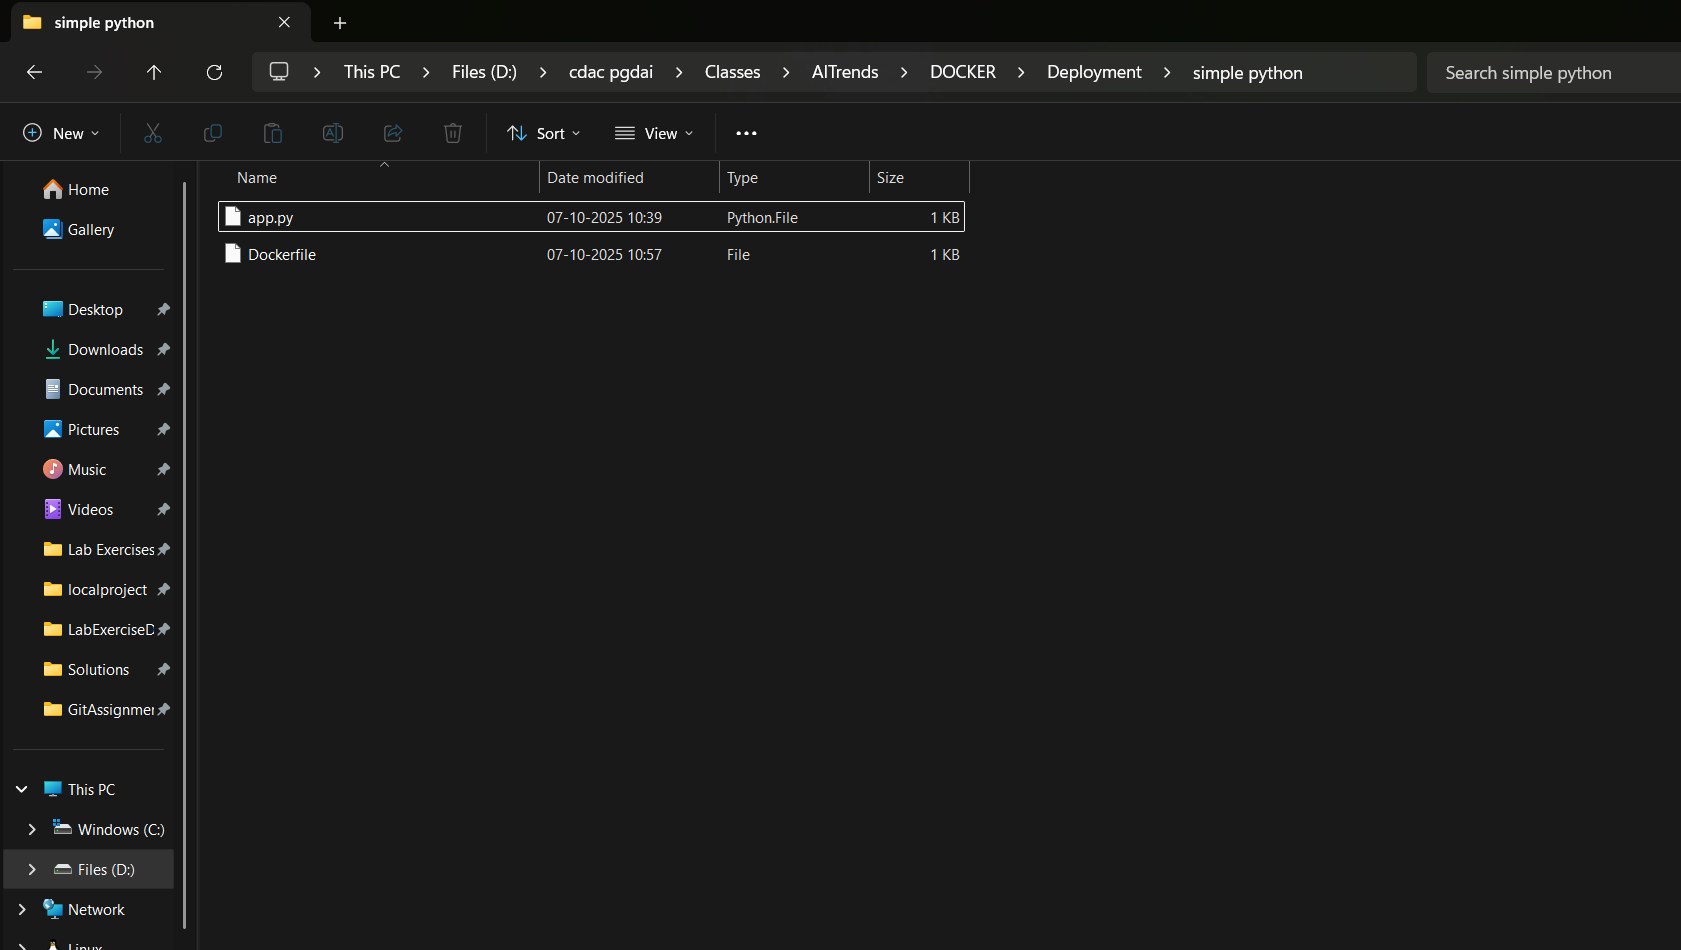 simple python
This PC > Files (D:) > cdac pgdai > Classes > AITrends > DOCKER > Deployment > simple python
Search simple python
New
Sort
View
Name Date modified Type Size
app.py 07-10-2025 10:39 Python.File 1 KB
Dockerfile 07-10-2025 10:57 File 1 KB
Home
Gallery
Desktop
Downloads
Documents
Pictures
Music
Videos
Lab Exercises
localproject
LabExerciseD
Solutions
GitAssignmer
This PC
Windows (C:)
Files (D:)
Network
Linux